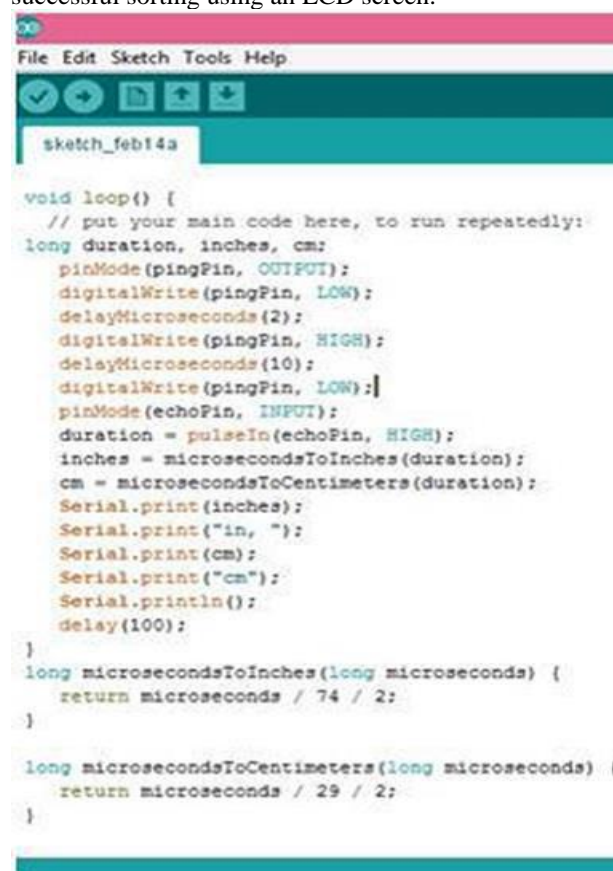 successful sorting using an LCD screen.
File Edit Sketch Tools Help
sketch_feb14a
void loop() {
// put your main code here, to run repeatedly:
long duration, inches, cm;
pinMode(pingPin, OUTPUT);
digitalWrite(pingPin, LOW);
delayMicroseconds(2);
digitalWrite(pingPin, HIGH);
delayMicroseconds(10);
digitalWrite(pingPin, LOW);
pinMode(echoPin, INPUT);
duration = pulseIn(echoPin, HIGH);
inches = microsecondsToInches(duration);
cm = microsecondsToCentimeters(duration);
Serial.print(inches);
Serial.print("in, ");
Serial.print(cm);
Serial.print("cm");
Serial.println();
delay(100);
}
long microsecondsToInches(long microseconds) {
return microseconds / 74 / 2;
}
long microsecondsToCentimeters(long microseconds) {
return microseconds / 29 / 2;
}